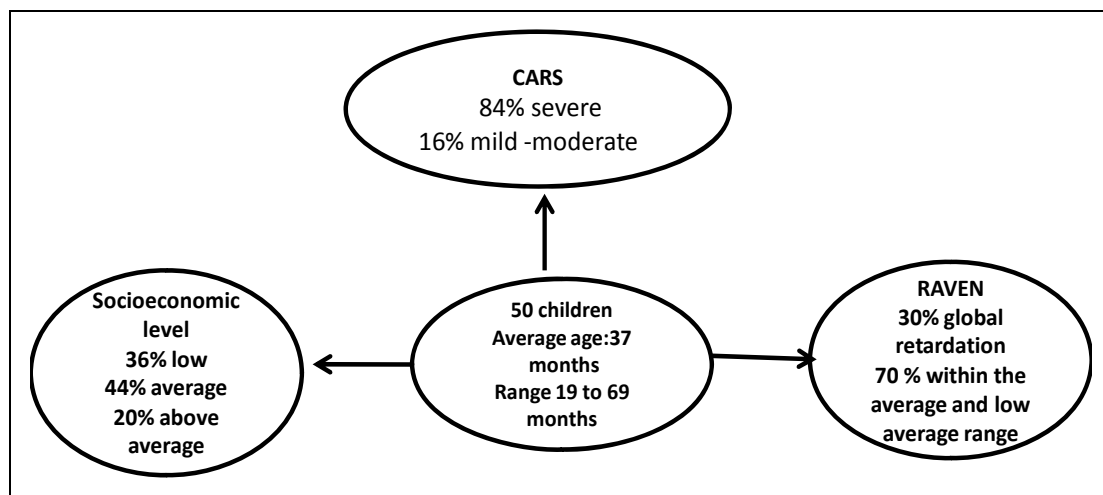 CARS
84% severe
16% mild -moderate
Socioeconomic
level
36% low
44% average
20% above
average
50 children
Average age:37
months
Range 19 to 69
months
RAVEN
30% global
retardation
70 % within the
average and low
average range